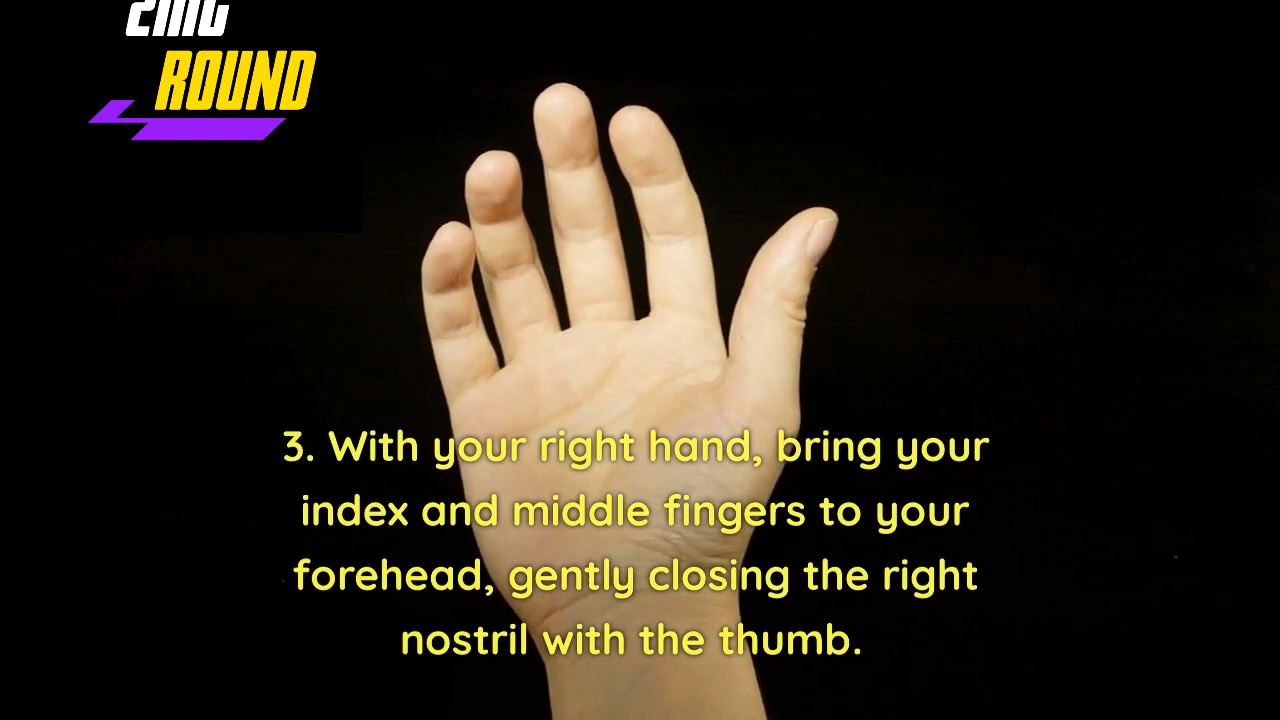 ROUND
3. With your right hand, bring your
index and middle fingers to your
forehead, gently closing the right
nostril with the thumb.